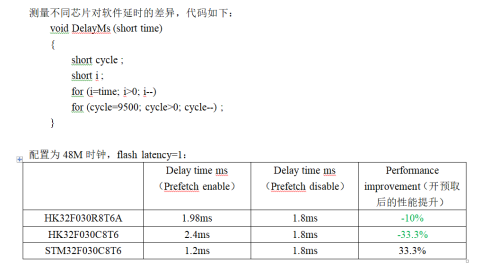 测量不同芯片对软件延时的差异，代码如下：
void DelayMs (short time)
{
short cycle ;
short i ;
for (i=time; i>0; i--)
for (cycle=9500; cycle>0; cycle--) ;
}
配置为 48M 时钟，flash latency=1:
Delay time ms
（Prefetch enable）
Delay time ms
（Prefetch disable）
Performance
improvement（开预取
后的性能提升）
HK32F030R8T6A 1.98ms 1.8ms -10%
HK32F030C8T6 2.4ms 1.8ms -33.3%
STM32F030C8T6 1.2ms 1.8ms 33.3%